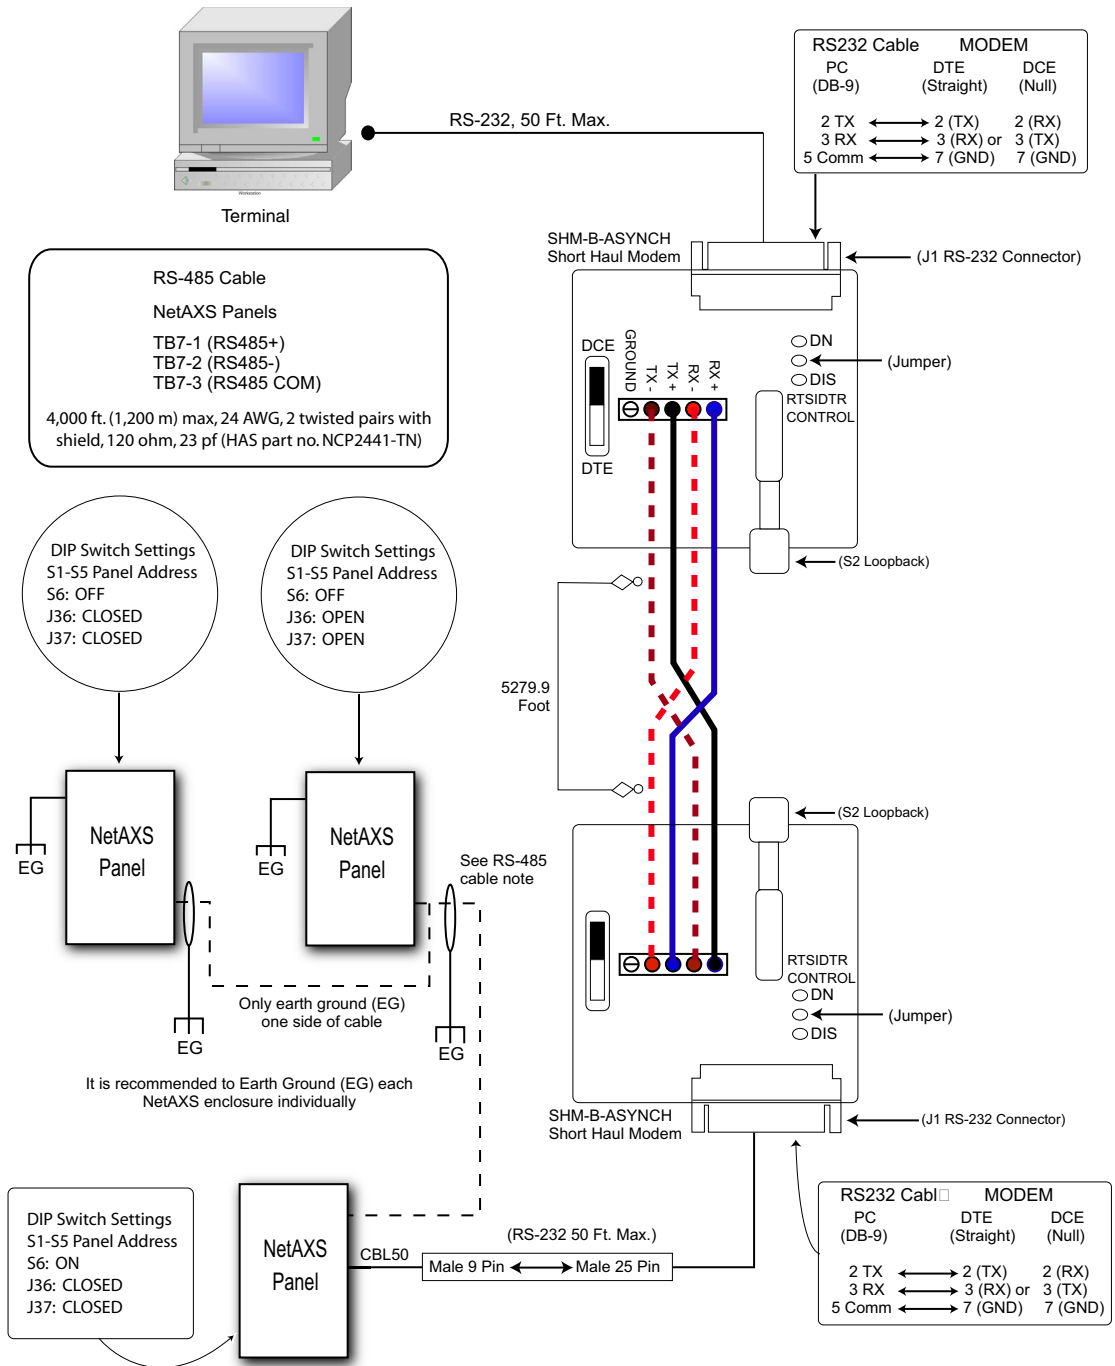 RS232 Cable MODEM
PC DTE DCE
(DB-9) (Straight) (Null)
2 TX 2 (TX) 2 (RX)
3 RX 3 (RX) or 3 (TX)
5 Comm 7 (GND) 7 (GND)
RS-232, 50 Ft. Max.
Workstation
Terminal
SHM-B-ASYNCH
Short Haul Modem
(J1 RS-232 Connector)
RS-485 Cable
NetAXS Panels
TB7-1 (RS485+)
TB7-2 (RS485-)
TB7-3 (RS485 COM)
4,000 ft. (1,200 m) max, 24 AWG, 2 twisted pairs with
shield, 120 ohm, 23 pf (HAS part no. NCP2441-TN)
DCE
DTE
GROUND
TX -
TX +
RX -
RX +
DN
(Jumper)
DIS
RTSIDTR
CONTROL
(S2 Loopback)
DIP Switch Settings
S1-S5 Panel Address
S6: OFF
J36: CLOSED
J37: CLOSED
DIP Switch Settings
S1-S5 Panel Address
S6: OFF
J36: OPEN
J37: OPEN
5279.9
Foot
NetAXS
Panel
EG
NetAXS
Panel
EG
See RS-485
cable note
(S2 Loopback)
RTSIDTR
CONTROL
DN
(Jumper)
DIS
Only earth ground (EG)
one side of cable
EG
EG
It is recommended to Earth Ground (EG) each
NetAXS enclosure individually
SHM-B-ASYNCH
Short Haul Modem
(J1 RS-232 Connector)
DIP Switch Settings
S1-S5 Panel Address
S6: ON
J36: CLOSED
J37: CLOSED
NetAXS
Panel
CBL50
(RS-232 50 Ft. Max.)
Male 9 Pin Male 25 Pin
RS232 Cabl□ MODEM
PC DTE DCE
(DB-9) (Straight) (Null)
2 TX 2 (TX) 2 (RX)
3 RX 3 (RX) or 3 (TX)
5 Comm 7 (GND) 7 (GND)